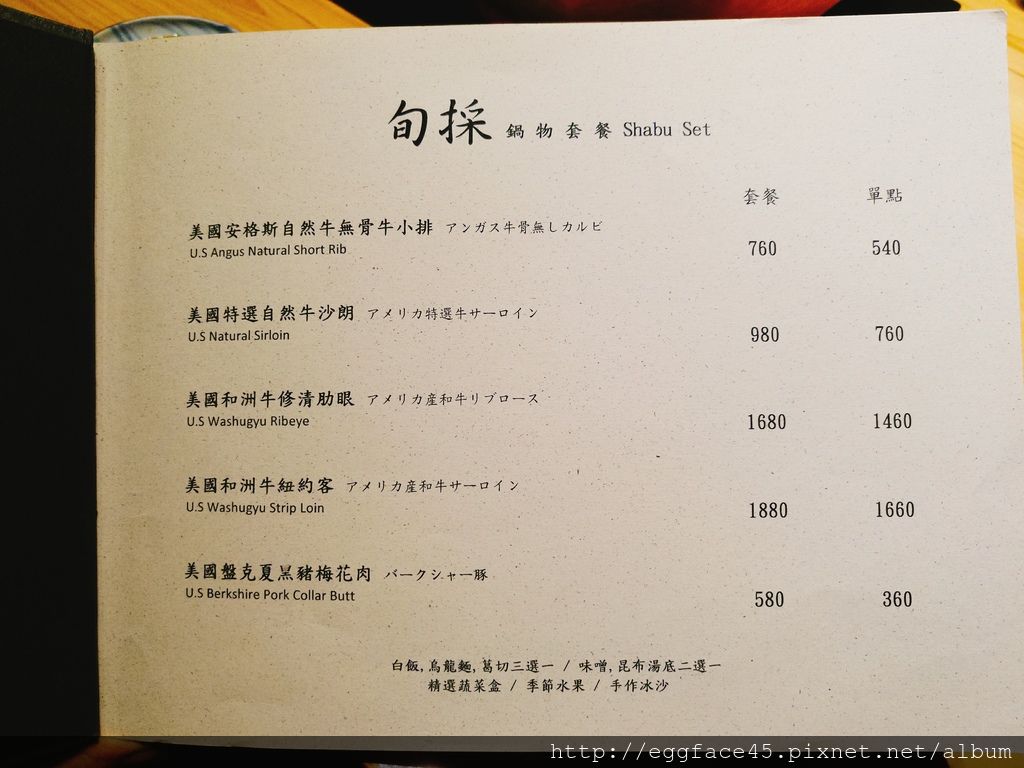 旬採 鍋物套餐 Shabu Set
套餐 單點
美國安格斯自然牛無骨牛小排 アンガス牛骨無しカルビ
U.S Angus Natural Short Rib
760 540
美國特選自然牛沙朗 アメリカ特選牛サーロイン
U.S Natural Sirloin
980 760
美國和洲牛修清肋眼 アメリカ産和牛リブロース
U.S Washugyu Ribeye
1680 1460
美國和洲牛紐約客 アメリカ産和牛サーロイン
U.S Washugyu Strip Loin
1880 1660
美國盤克夏黑豬梅花肉 バークシャー豚
U.S Berkshire Pork Collar Butt
580 360
白飯,烏龍麵,葛切三選一 / 味噌,昆布湯底二選一
精選蔬菜盒 / 季節水果 / 手作冰沙
http://eggface45.pixnet.net/album